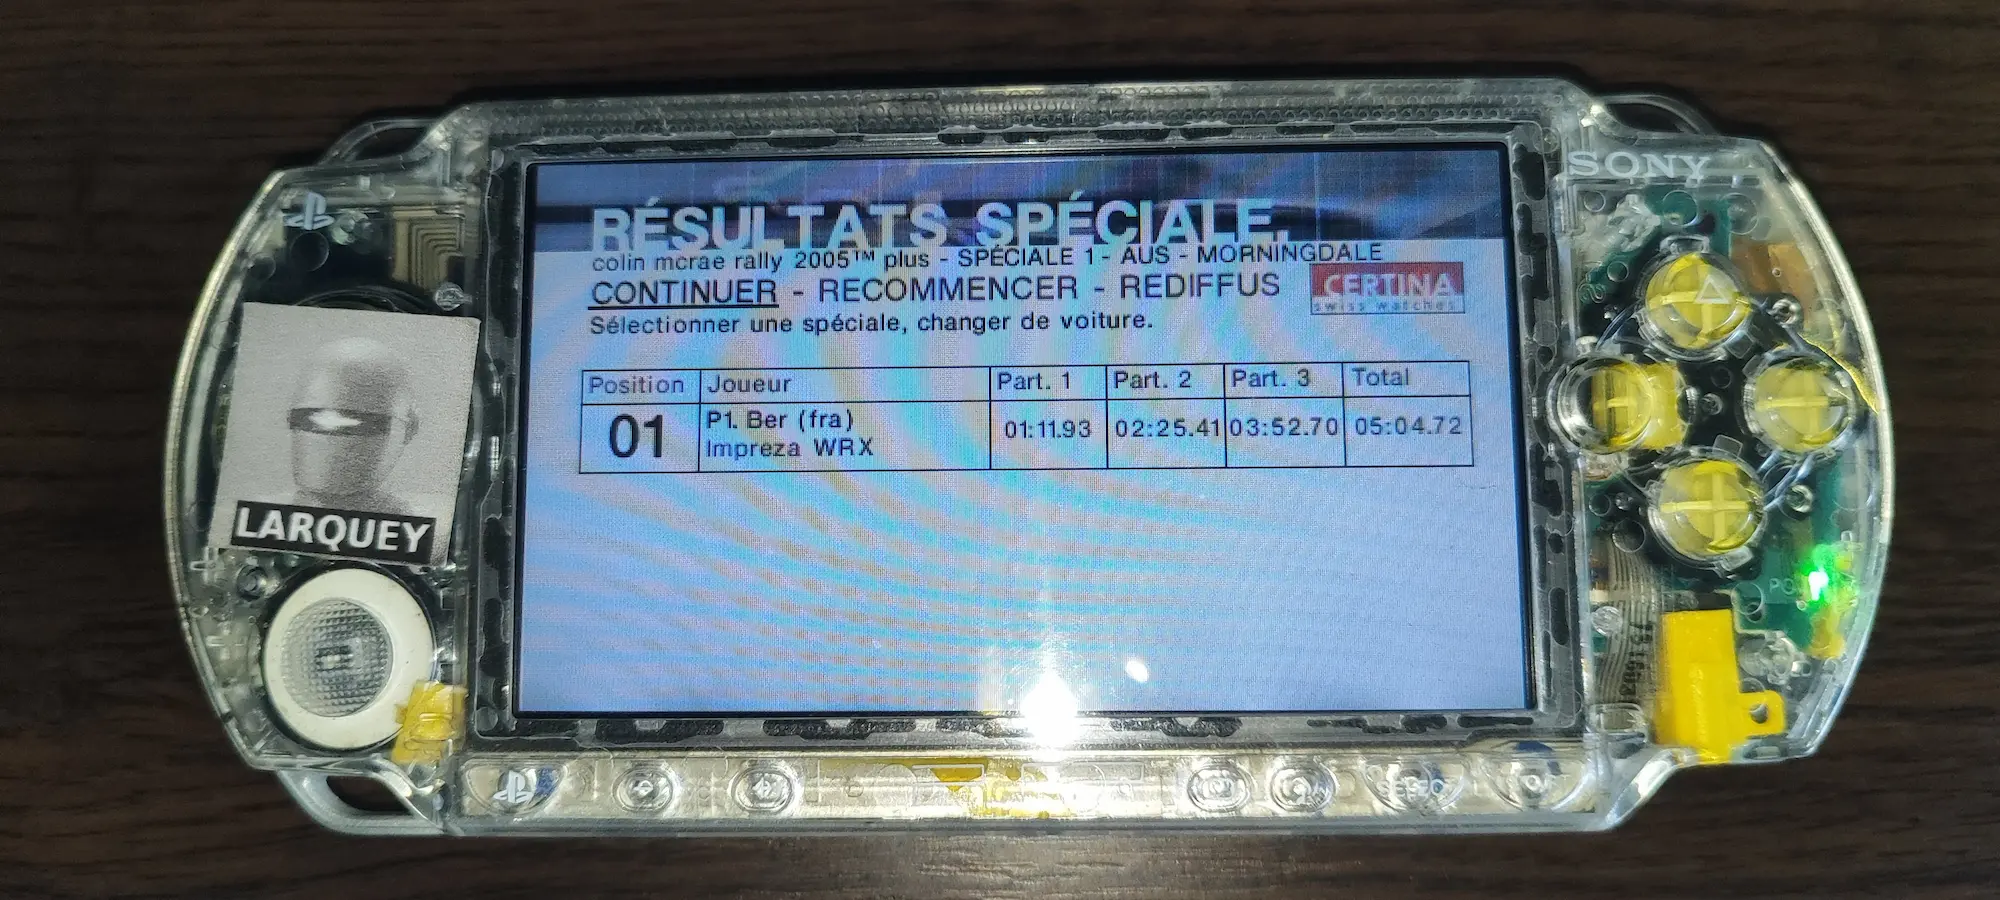 SONY
RÉSULTATS SPÉCIALE.
colin mcrae rally 2005™ plus - SPÉCIALE 1 - AUS - MORNINGDALE
CONTINUER - RECOMMENCER - REDIFFUS
CERTINA
swiss watches
Sélectionner une spéciale, changer de voiture.
Position Joueur Part. 1 Part. 2 Part. 3 Total
01 P1. Ber (fra) 01:11.93 02:25.41 03:52.70 05:04.72
Impreza WRX
LARQUEY